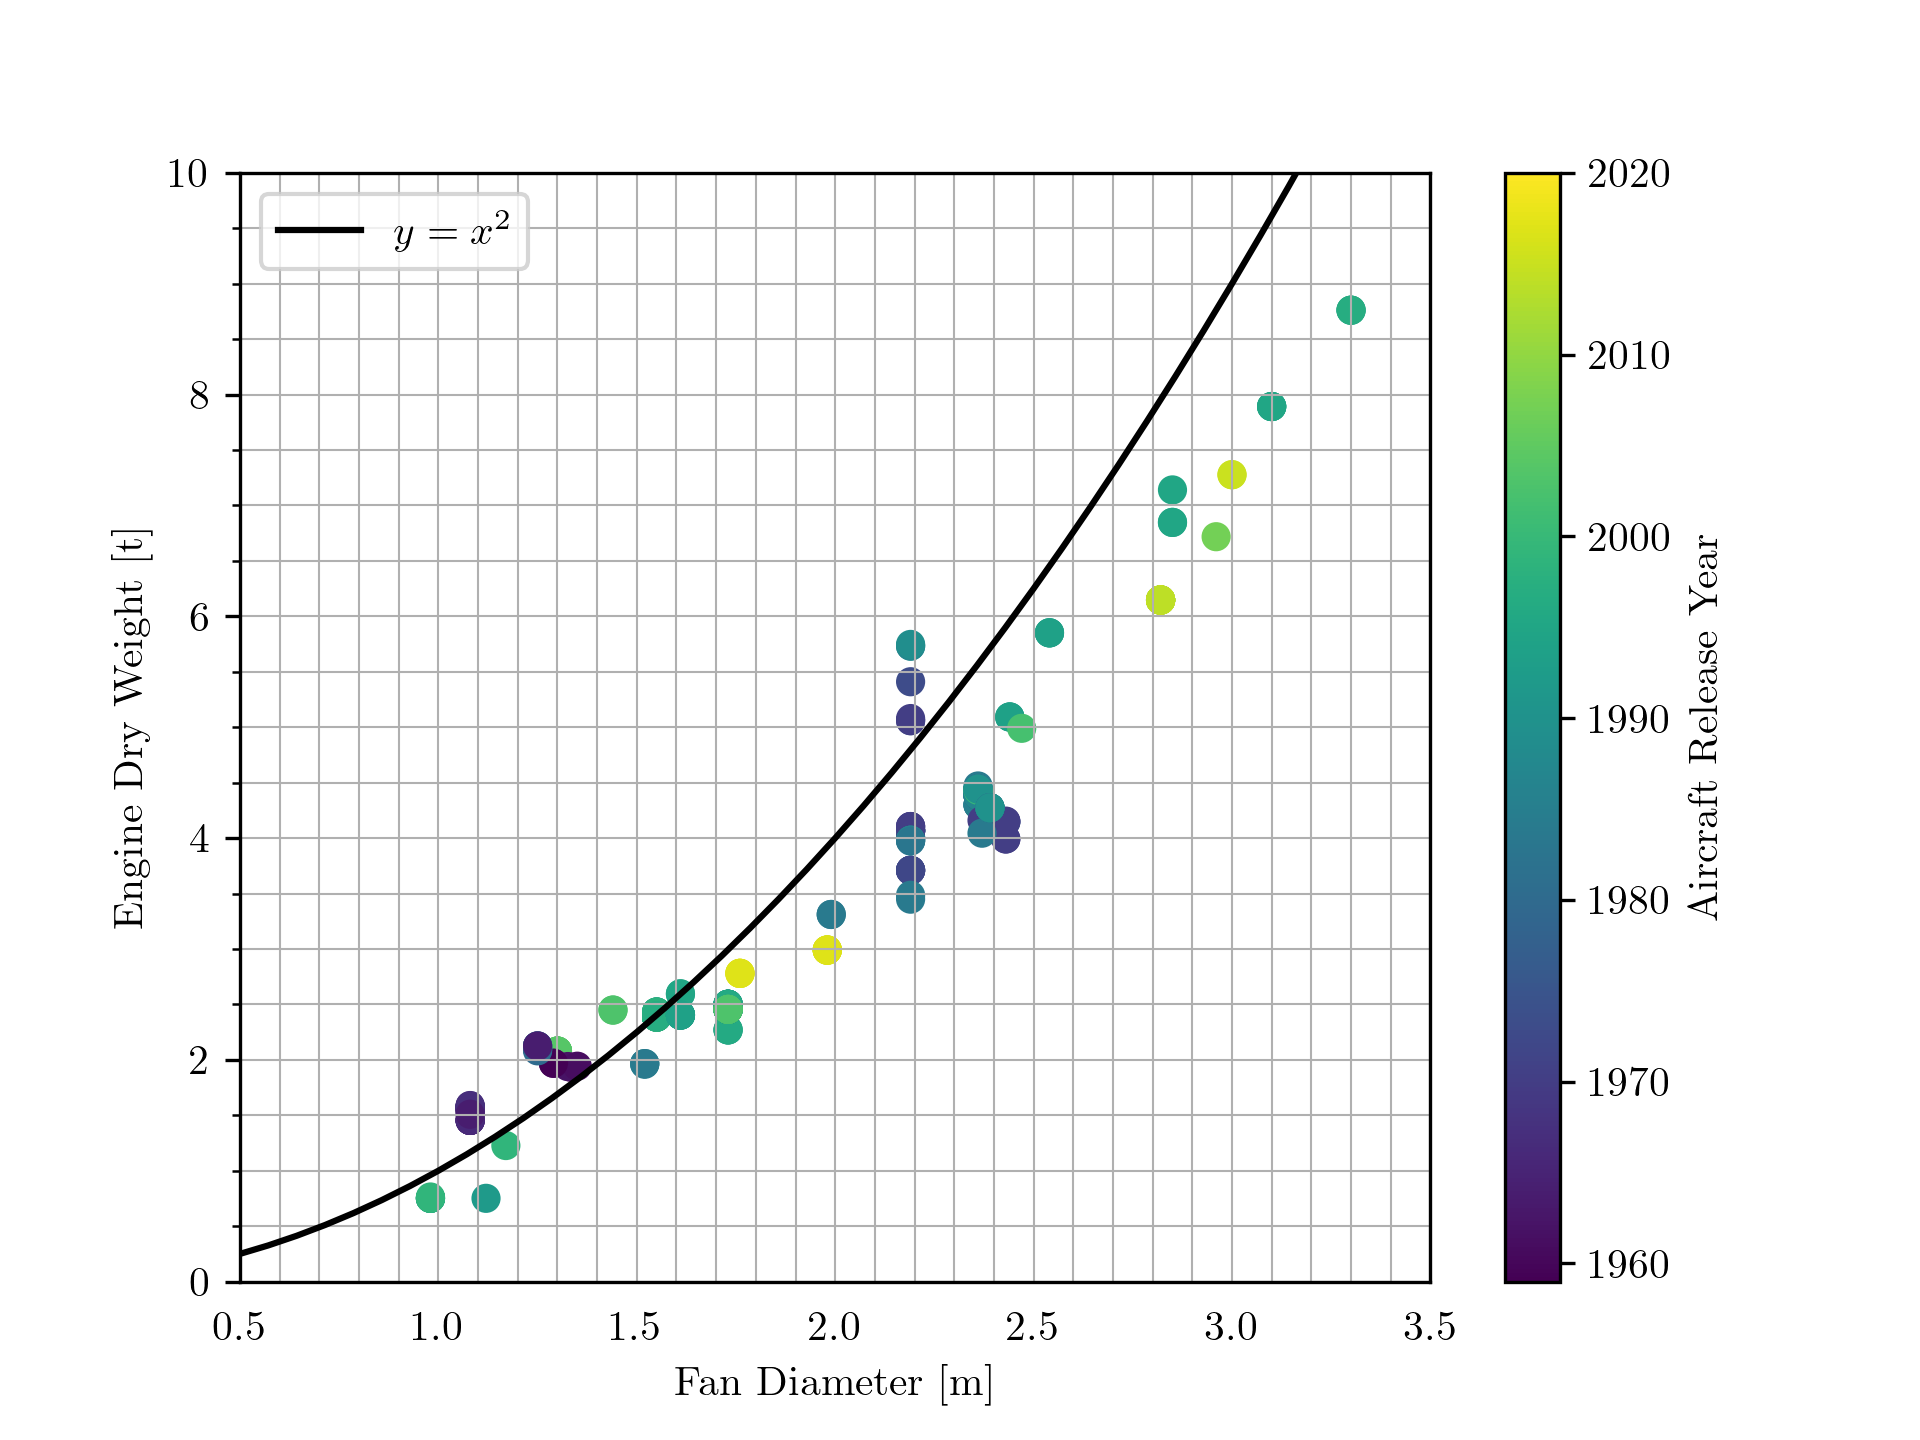 y = x²
10
8
6
4
2
0
Engine Dry Weight [t]
0.5 1.0 1.5 2.0 2.5 3.0 3.5
Fan Diameter [m]
2020
2010
2000
1990
1980
1970
1960
Aircraft Release Year